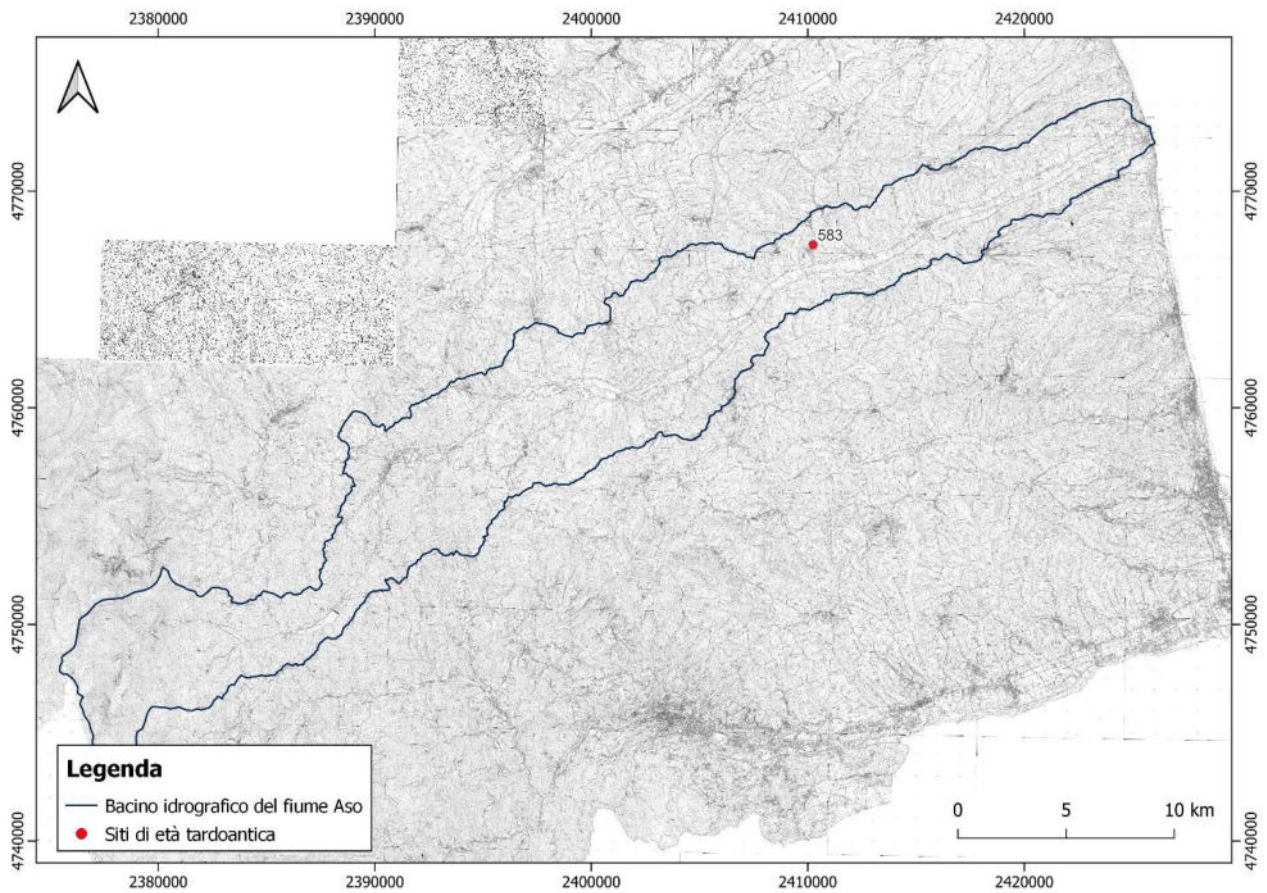 2380000 2390000 2400000 2410000 2420000
4770000 4770000
583
4760000 4760000
4750000 4750000
Legenda
Bacino idrografico del fiume Aso
Siti di età tardoantica
0 5 10 km
4740000 4740000
2380000 2390000 2400000 2410000 2420000